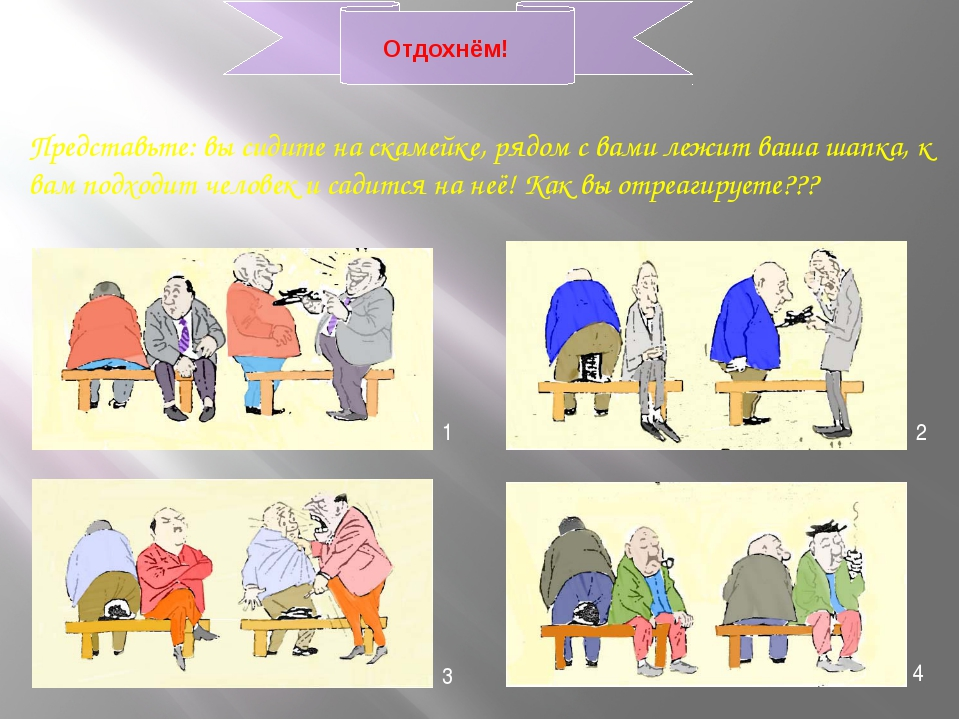 Отдохнём!
Представьте: вы сидите на скамейке, рядом с вами лежит ваша шапка, к
вам подходит человек и садится на неё! Как вы отреагируете???
1
2
3
4